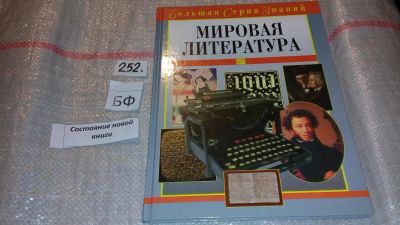 Большая Серия Знаний
МИРОВАЯ
ЛИТЕРАТУРА
1001
252.
БФ
Состояние новой
книги